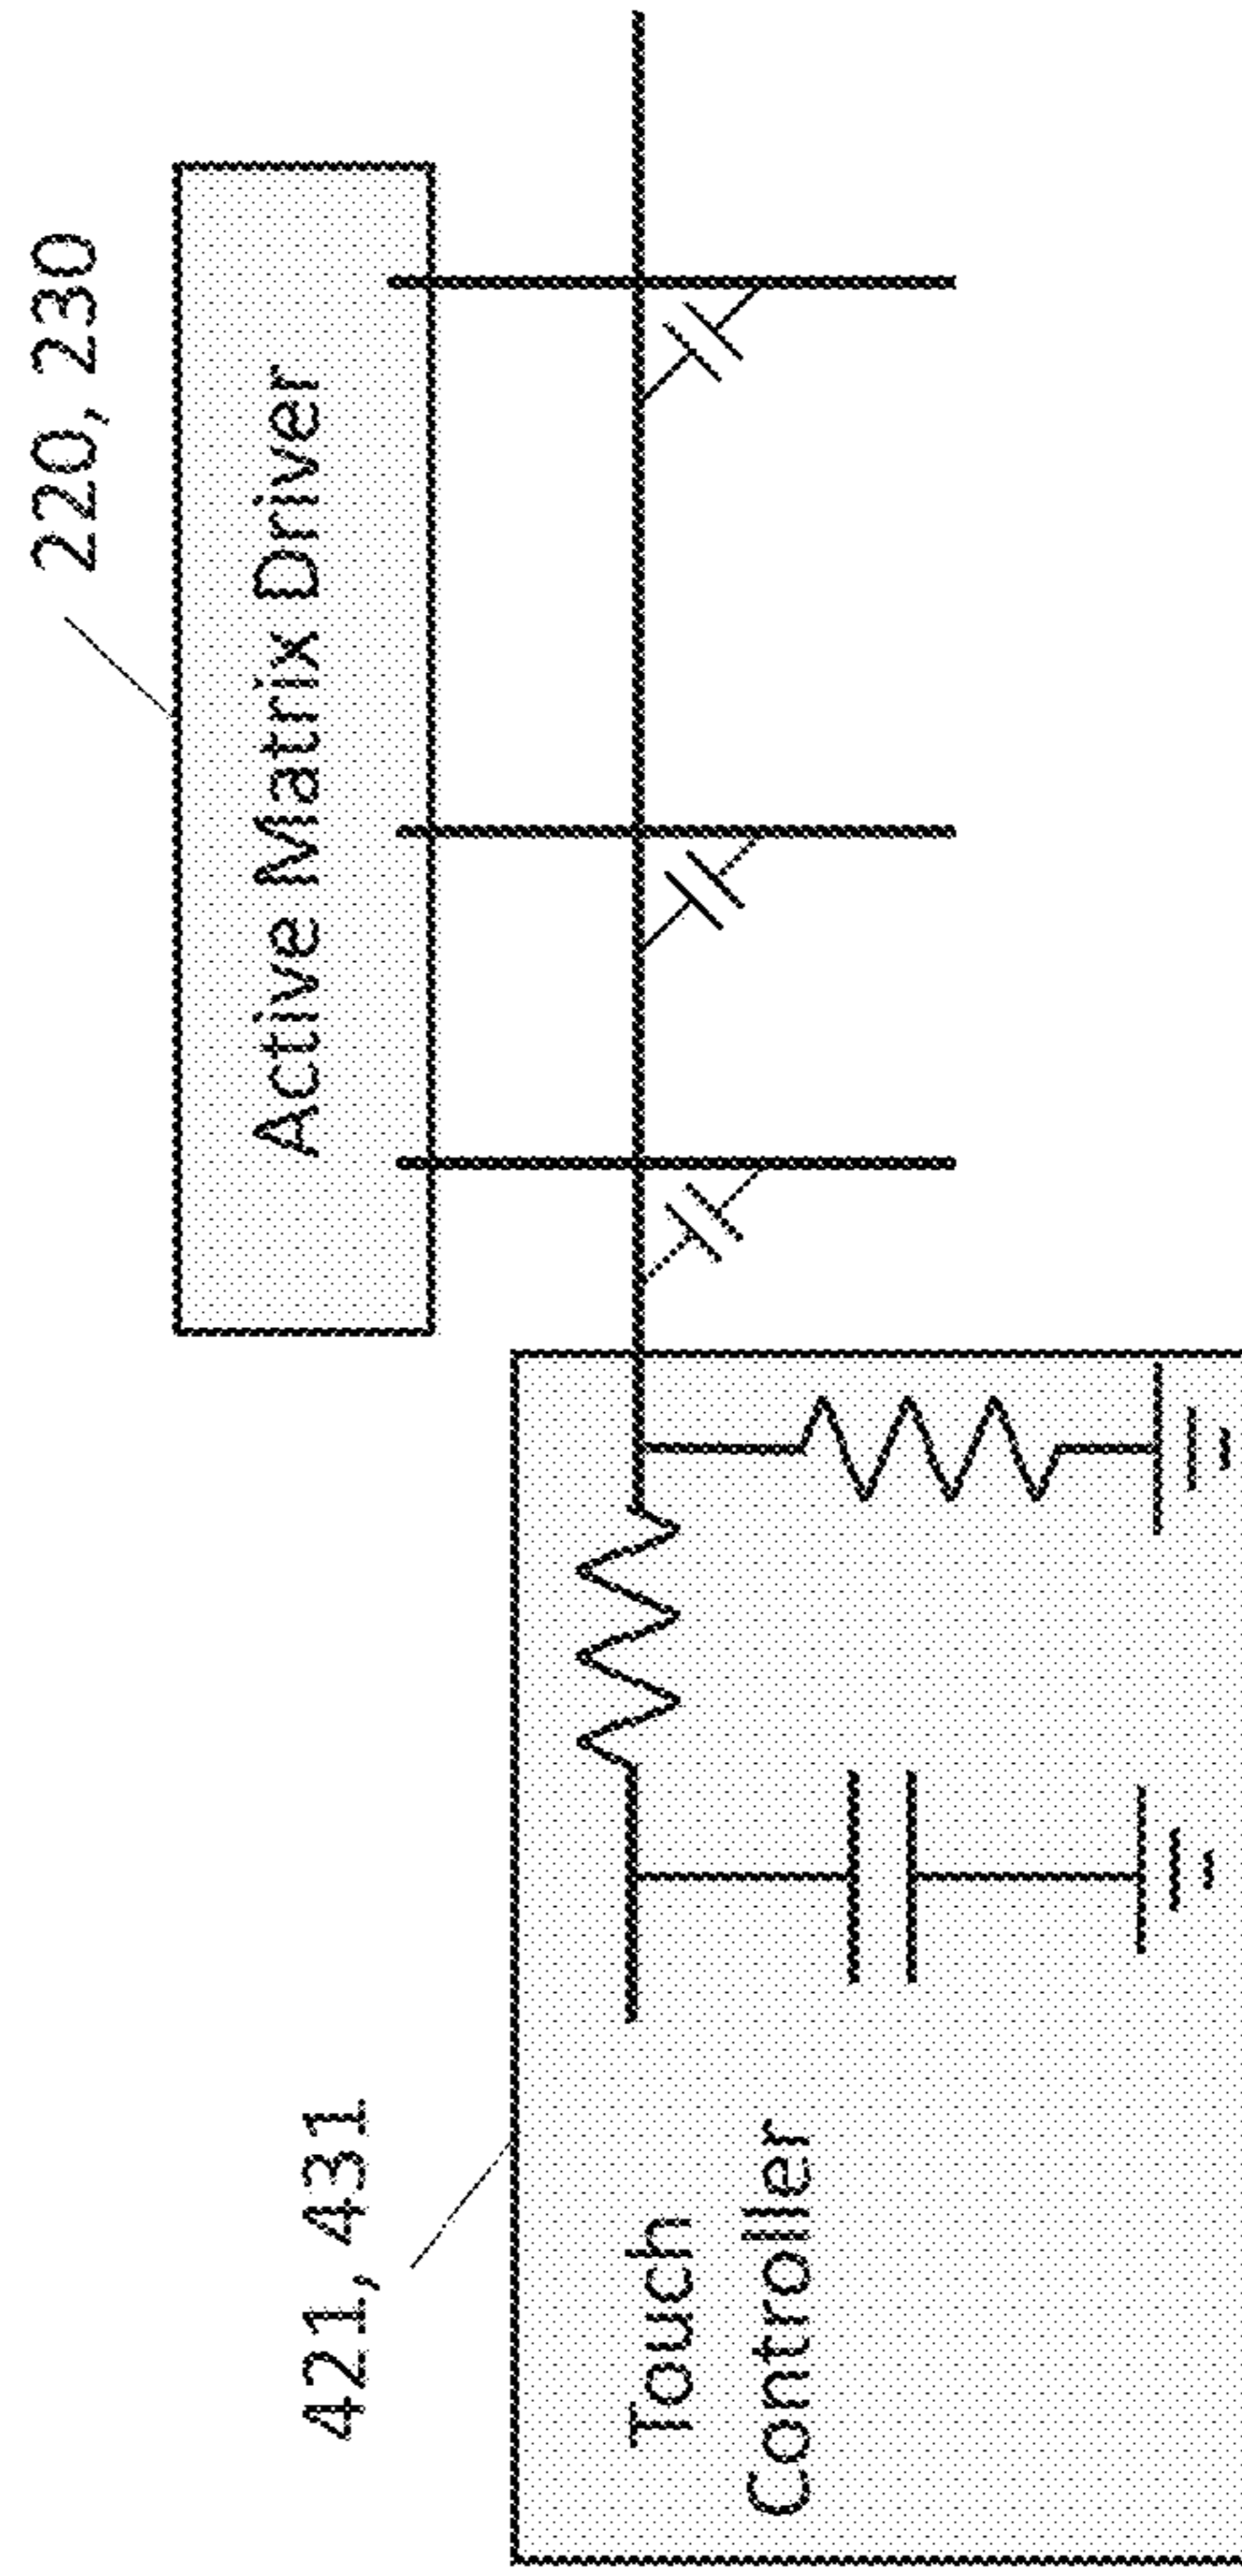 220, 230
Active Matrix Driver
421, 431
Touch
Controller